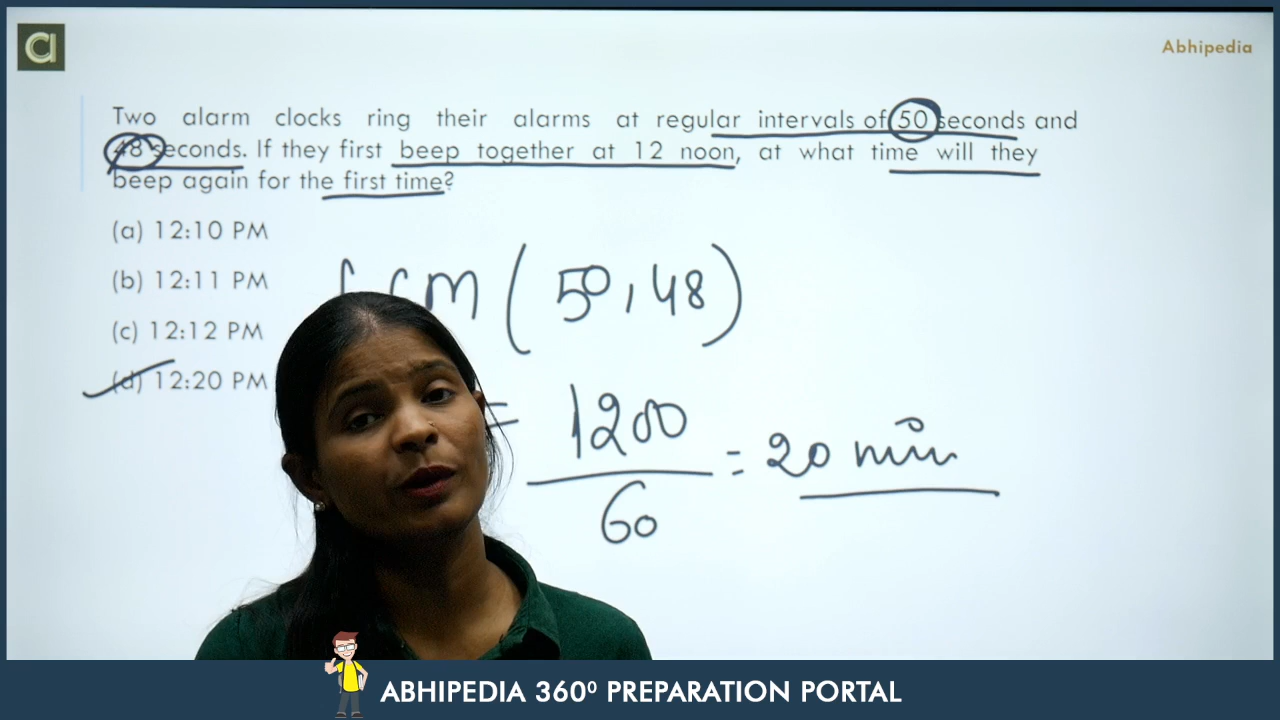 Abhipedia
Two alarm clocks ring their alarms at regular intervals of 50 seconds and
48 seconds. If they first beep together at 12 noon, at what time will they
beep again for the first time?
(a) 12:10 PM
(b) 12:11 PM
(c) 12:12 PM
(d) 12:20 PM
LCM (50,48)
= 1200
60
= 20 min
ABHIPEDIA 360⁰ PREPARATION PORTAL